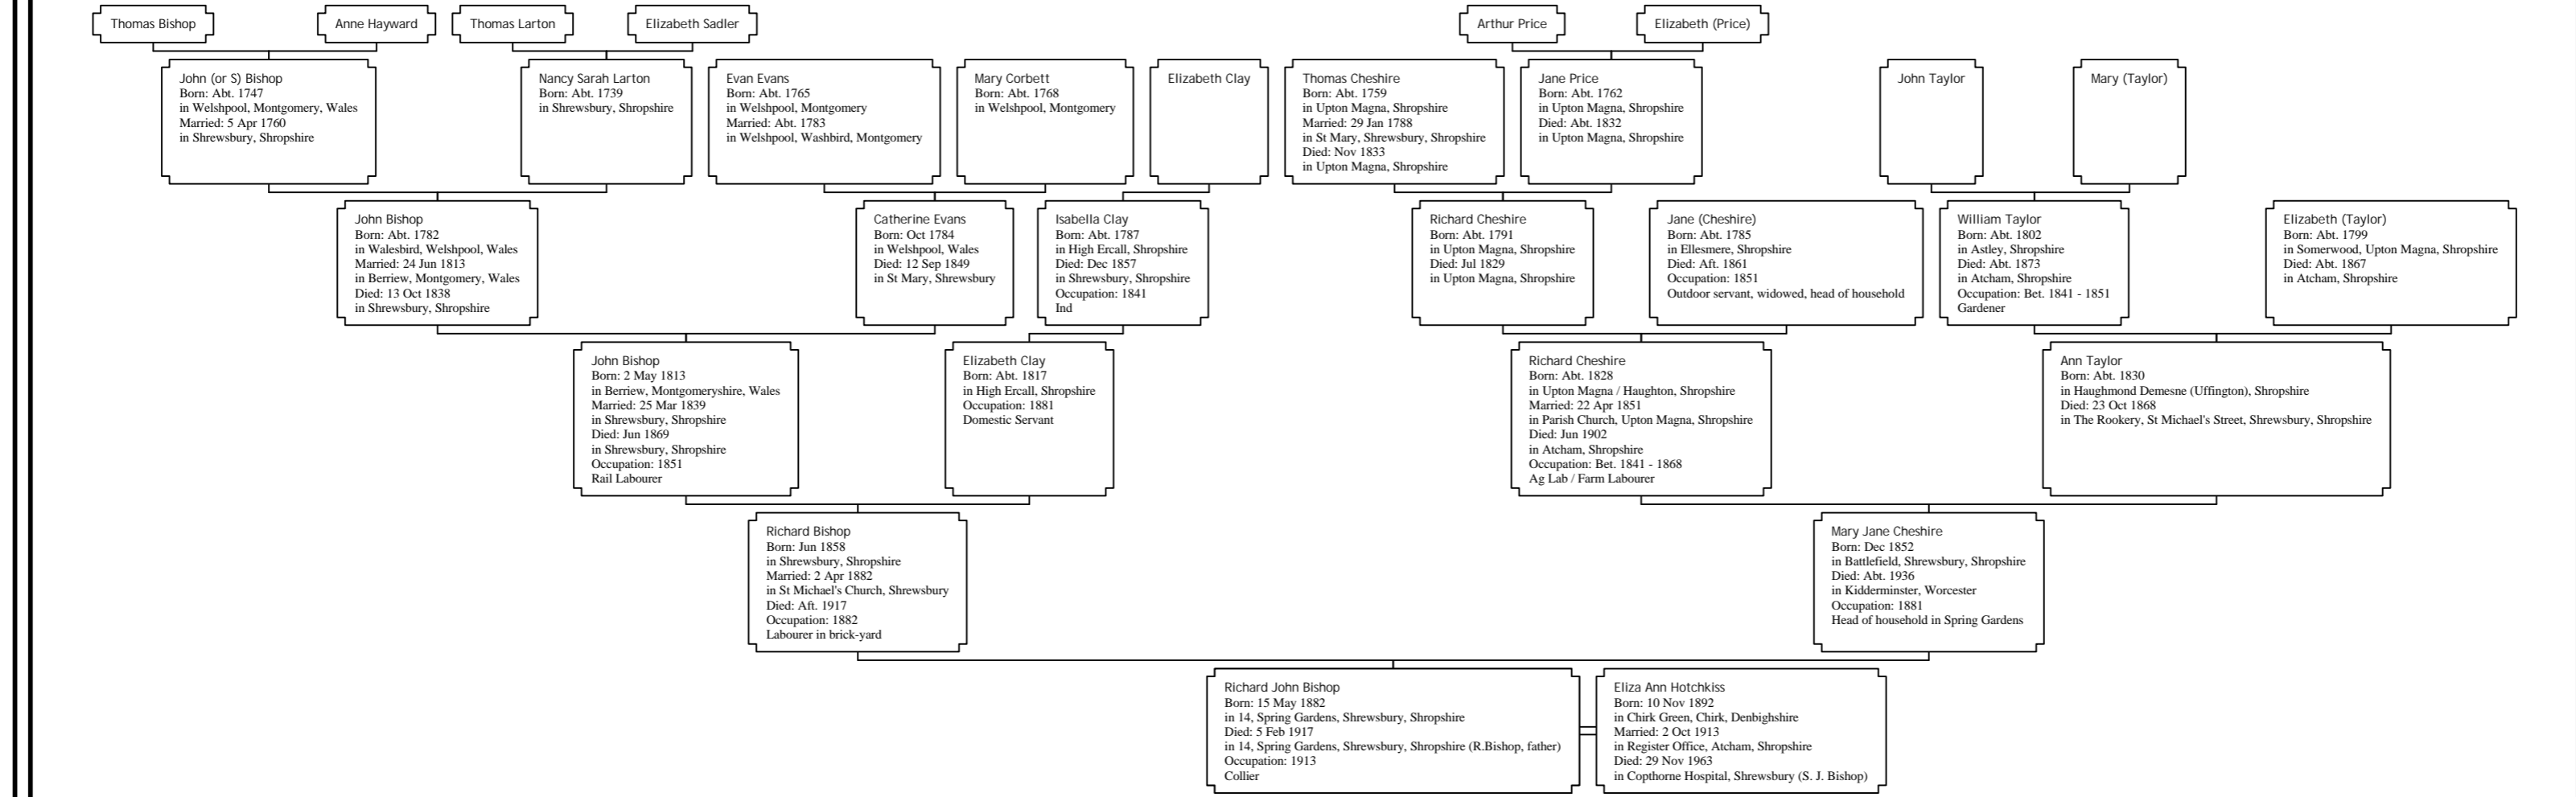 Thomas Bishop
Anne Hayward
Thomas Larton
Elizabeth Sadler
Arthur Price
Elizabeth (Price)
John (or S) Bishop
Born: Abt. 1747
in Welshpool, Montgomery, Wales
Married: 5 Apr 1760
in Shrewsbury, Shropshire
Nancy Sarah Larton
Born: Abt. 1739
in Shrewsbury, Shropshire
Evan Evans
Born: Abt. 1765
in Welshpool, Montgomery
Married: Abt. 1783
in Welshpool, Washbird, Montgomery
Mary Corbett
Born: Abt. 1768
in Welshpool, Montgomery
Elizabeth Clay
Thomas Cheshire
Born: Abt. 1759
in Upton Magna, Shropshire
Married: 29 Jan 1788
in St Mary, Shrewsbury, Shropshire
Died: Nov 1833
in Upton Magna, Shropshire
Jane Price
Born: Abt. 1762
in Upton Magna, Shropshire
Died: Abt. 1832
in Upton Magna, Shropshire
John Taylor
Mary (Taylor)
John Bishop
Born: Abt. 1782
in Walesbird, Welshpool, Wales
Married: 24 Jun 1813
in Berriew, Montgomery, Wales
Died: 13 Oct 1838
in Shrewsbury, Shropshire
Catherine Evans
Born: Oct 1784
in Welshpool, Wales
Died: 12 Sep 1849
in St Mary, Shrewsbury
Isabella Clay
Born: Abt. 1787
in High Ercall, Shropshire
Died: Dec 1857
in Shrewsbury, Shropshire
Occupation: 1841
Ind
Richard Cheshire
Born: Abt. 1791
in Upton Magna, Shropshire
Died: Jul 1829
in Upton Magna, Shropshire
Jane (Cheshire)
Born: Abt. 1785
in Ellesmere, Shropshire
Died: Aft. 1861
Occupation: 1851
Outdoor servant, widowed, head of household
William Taylor
Born: Abt. 1802
in Astley, Shropshire
Died: Abt. 1873
in Atcham, Shropshire
Occupation: Bet. 1841 - 1851
Gardener
Elizabeth (Taylor)
Born: Abt. 1799
in Somerwood, Upton Magna, Shropshire
Died: Abt. 1867
in Atcham, Shropshire
John Bishop
Born: 2 May 1813
in Berriew, Montgomeryshire, Wales
Married: 25 Mar 1839
in Shrewsbury, Shropshire
Died: Jun 1869
in Shrewsbury, Shropshire
Occupation: 1851
Rail Labourer
Elizabeth Clay
Born: Abt. 1817
in High Ercall, Shropshire
Occupation: 1881
Domestic Servant
Richard Cheshire
Born: Abt. 1828
in Upton Magna / Haughton, Shropshire
Married: 22 Apr 1851
in Parish Church, Upton Magna, Shropshire
Died: Jun 1902
in Atcham, Shropshire
Occupation: Bet. 1841 - 1868
Ag Lab / Farm Labourer
Ann Taylor
Born: Abt. 1830
in Haughmond Demesne (Uffington), Shropshire
Died: 23 Oct 1868
in The Rookery, St Michael's Street, Shrewsbury, Shropshire
Richard Bishop
Born: Jun 1858
in Shrewsbury, Shropshire
Married: 2 Apr 1882
in St Michael's Church, Shrewsbury
Died: Aft. 1917
Occupation: 1882
Labourer in brick-yard
Mary Jane Cheshire
Born: Dec 1852
in Battlefield, Shrewsbury, Shropshire
Died: Abt. 1936
in Kidderminster, Worcester
Occupation: 1881
Head of household in Spring Gardens
Richard John Bishop
Born: 15 May 1882
in 14, Spring Gardens, Shrewsbury, Shropshire
Died: 5 Feb 1917
in 14, Spring Gardens, Shrewsbury, Shropshire (R.Bishop, father)
Occupation: 1913
Collier
Eliza Ann Hotchkiss
Born: 10 Nov 1892
in Chirk Green, Chirk, Denbighshire
Married: 2 Oct 1913
in Register Office, Atcham, Shropshire
Died: 29 Nov 1963
in Copthorne Hospital, Shrewsbury (S. J. Bishop)